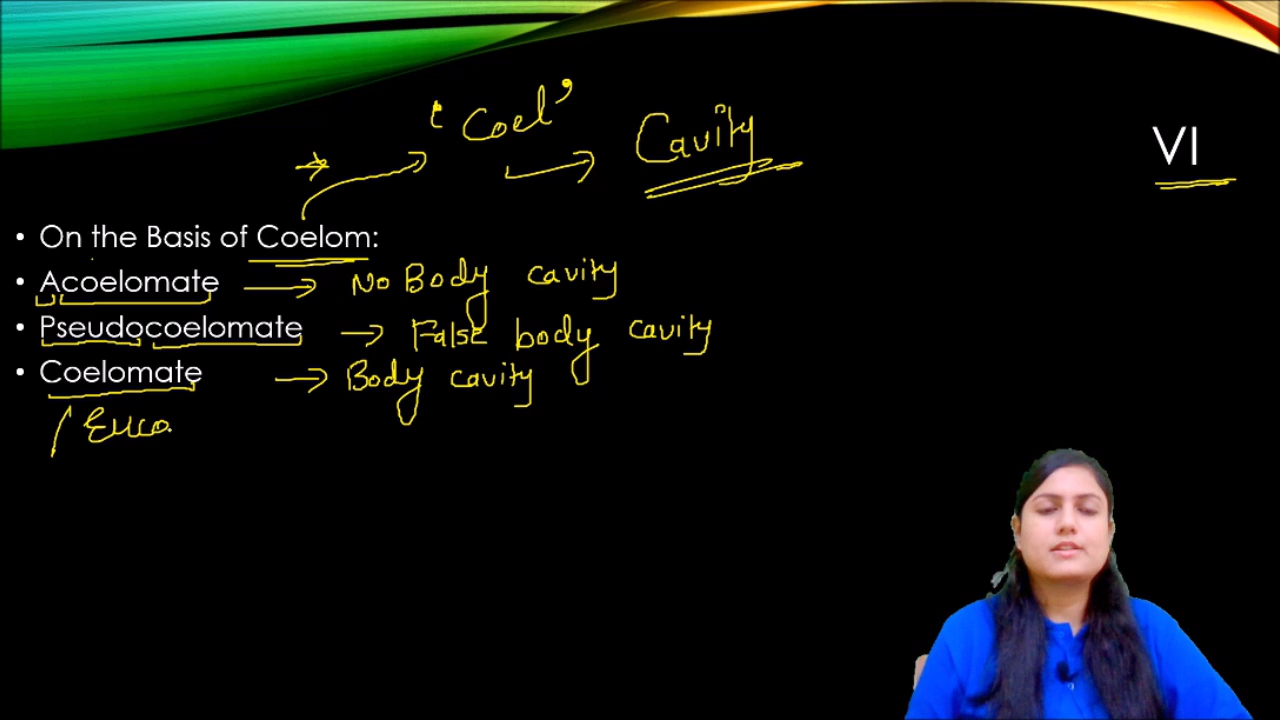 'Coel' → Cavity
VI
• On the Basis of Coelom:
• Acoelomate → No Body cavity
• Pseudocoelomate → False body cavity
• Coelomate → Body cavity
/ Euco